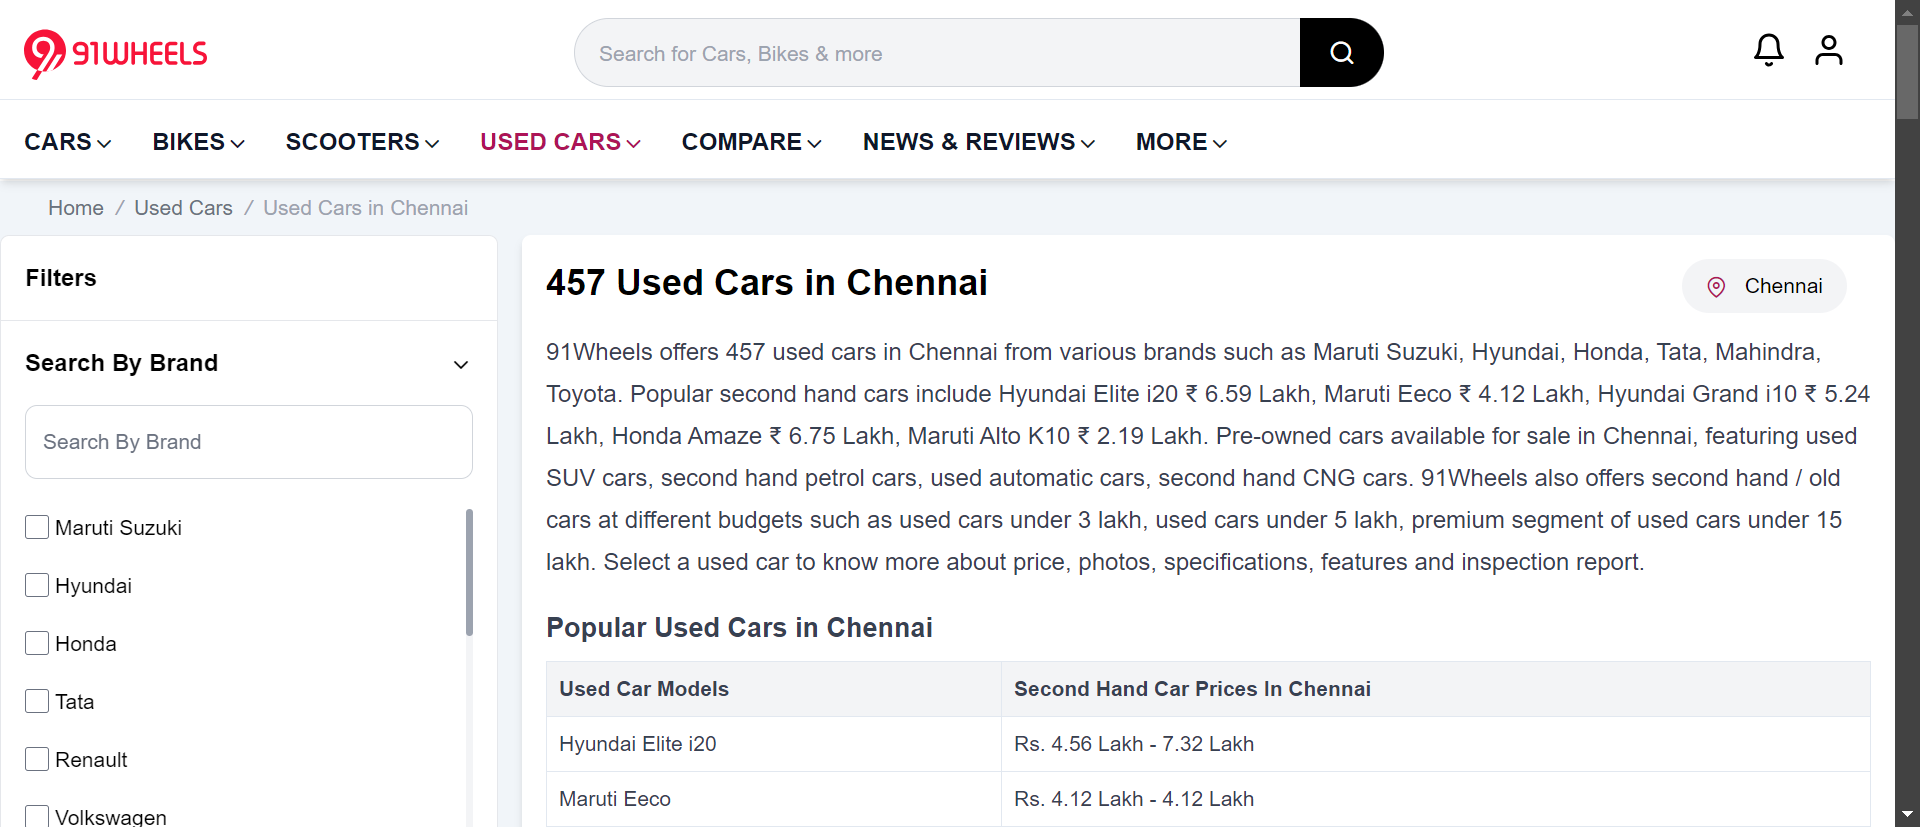 91WHEELS
Search for Cars, Bikes & more
CARS BIKES SCOOTERS USED CARS COMPARE NEWS & REVIEWS MORE
Home / Used Cars / Used Cars in Chennai
Filters
Search By Brand
Search By Brand
Maruti Suzuki
Hyundai
Honda
Tata
Renault
Volkswagen
457 Used Cars in Chennai
Chennai
91Wheels offers 457 used cars in Chennai from various brands such as Maruti Suzuki, Hyundai, Honda, Tata, Mahindra,
Toyota. Popular second hand cars include Hyundai Elite i20 ₹ 6.59 Lakh, Maruti Eeco ₹ 4.12 Lakh, Hyundai Grand i10 ₹ 5.24
Lakh, Honda Amaze ₹ 6.75 Lakh, Maruti Alto K10 ₹ 2.19 Lakh. Pre-owned cars available for sale in Chennai, featuring used
SUV cars, second hand petrol cars, used automatic cars, second hand CNG cars. 91Wheels also offers second hand / old
cars at different budgets such as used cars under 3 lakh, used cars under 5 lakh, premium segment of used cars under 15
lakh. Select a used car to know more about price, photos, specifications, features and inspection report.
Popular Used Cars in Chennai
Used Car Models Second Hand Car Prices In Chennai
Hyundai Elite i20 Rs. 4.56 Lakh - 7.32 Lakh
Maruti Eeco Rs. 4.12 Lakh - 4.12 Lakh